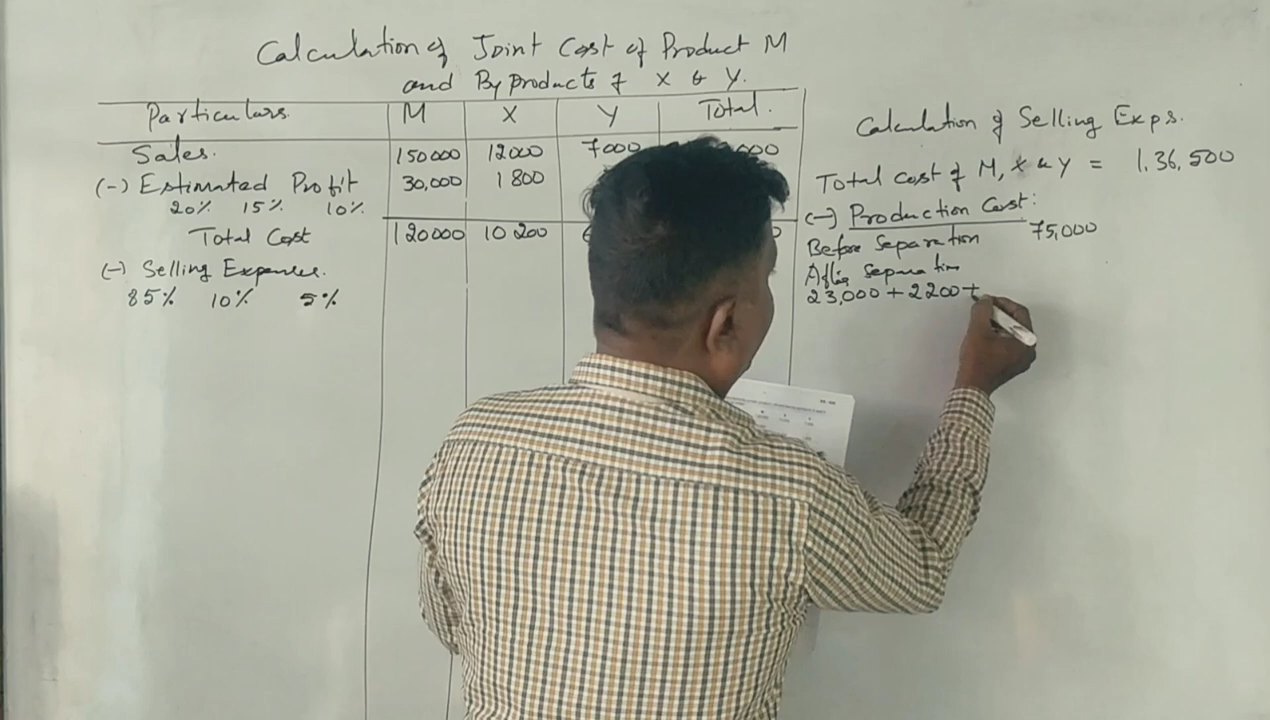 Calculation of Joint Cost of Product M
and Byproducts of X & Y.
Particulars. M X Y Total.
Sales. 150000 12000 7000 000
(-) Estimated Profit 30,000 1800
20% 15% 10%
Total Cost 120000 10200
(-) Selling Expenses.
85% 10% 5%
Calculation of Selling Exps.
Total Cost of M, X & Y = 1,36,500
(-) Production Cost:
Before Separation 75,000
After Separation
23,000 + 2200 +